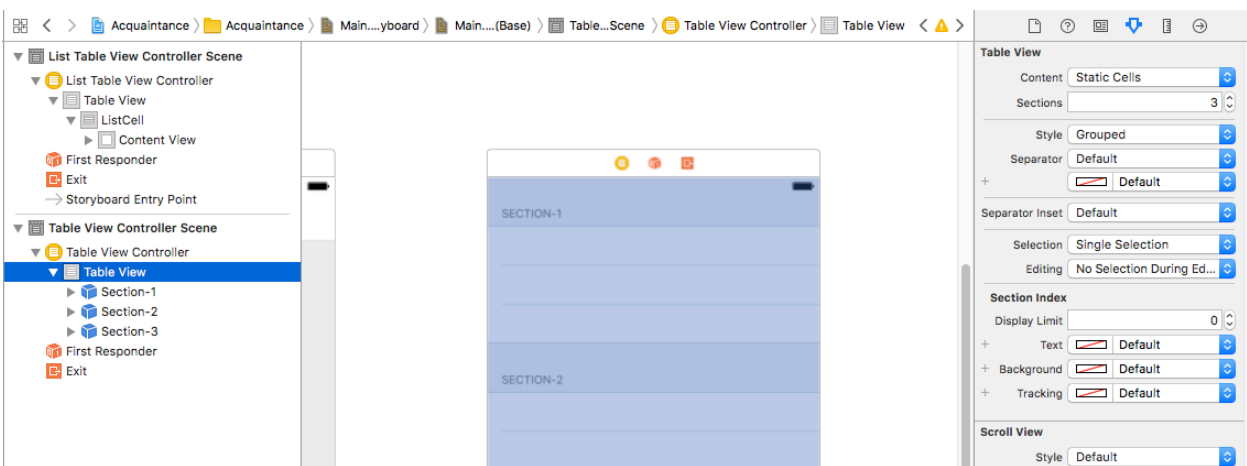 Acquaintance Acquaintance Main....yboard Main....(Base) Table...Scene Table View Controller Table View
List Table View Controller Scene
List Table View Controller
Table View
ListCell
Content View
First Responder
Exit
Storyboard Entry Point
Table View Controller Scene
Table View Controller
Table View
Section-1
Section-2
Section-3
First Responder
Exit
SECTION-1
SECTION-2
Table View
Content Static Cells
Sections 3
Style Grouped
Separator Default
Default
Separator Inset Default
Selection Single Selection
Editing No Selection During Ed...
Section Index
Display Limit 0
Text Default
Background Default
Tracking Default
Scroll View
Style Default